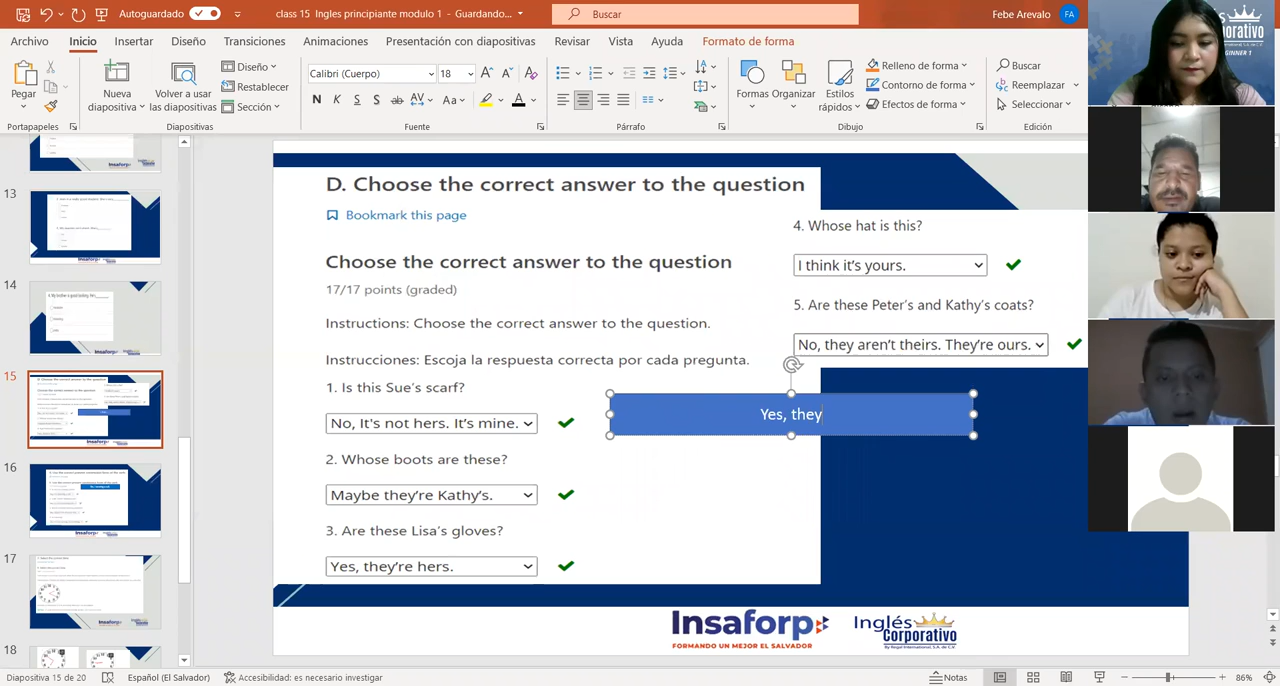 Autoguardado
class 15 Ingles principiante modulo 1 - Guardando...
Buscar
Febe Arevalo
FA
Archivo
Inicio
Insertar
Diseño
Transiciones
Animaciones
Presentación con diapositivas
Revisar
Vista
Ayuda
Formato de forma
Pegar
Nueva
diapositiva
Volver a usar
las diapositivas
Diseño
Restablecer
Sección
Calibri (Cuerpo)
18
N K S S ab AV Aa
Formas
Organizar
Estilos
rápidos
Relleno de forma
Contorno de forma
Efectos de forma
Buscar
Reemplazar
Seleccionar
Portapapeles
Diapositivas
Fuente
Párrafo
Dibujo
Edición
13
14
15
16
17
18
D. Choose the correct answer to the question
Bookmark this page
Choose the correct answer to the question
17/17 points (graded)
Instructions: Choose the correct answer to the question.
Instrucciones: Escoja la respuesta correcta por cada pregunta.
1. Is this Sue's scarf?
No, It's not hers. It's mine.
2. Whose boots are these?
Maybe they're Kathy's.
3. Are these Lisa's gloves?
Yes, they're hers.
4. Whose hat is this?
I think it's yours.
5. Are these Peter's and Kathy's coats?
No, they aren't theirs. They're ours.
Yes, they
Insaforp
FORMANDO UN MEJOR EL SALVADOR
Inglés
Corporativo
By Regal International, S.A. de C.V.
Diapositiva 15 de 20
Español (El Salvador)
Accesibilidad: es necesario investigar
Notas
86%